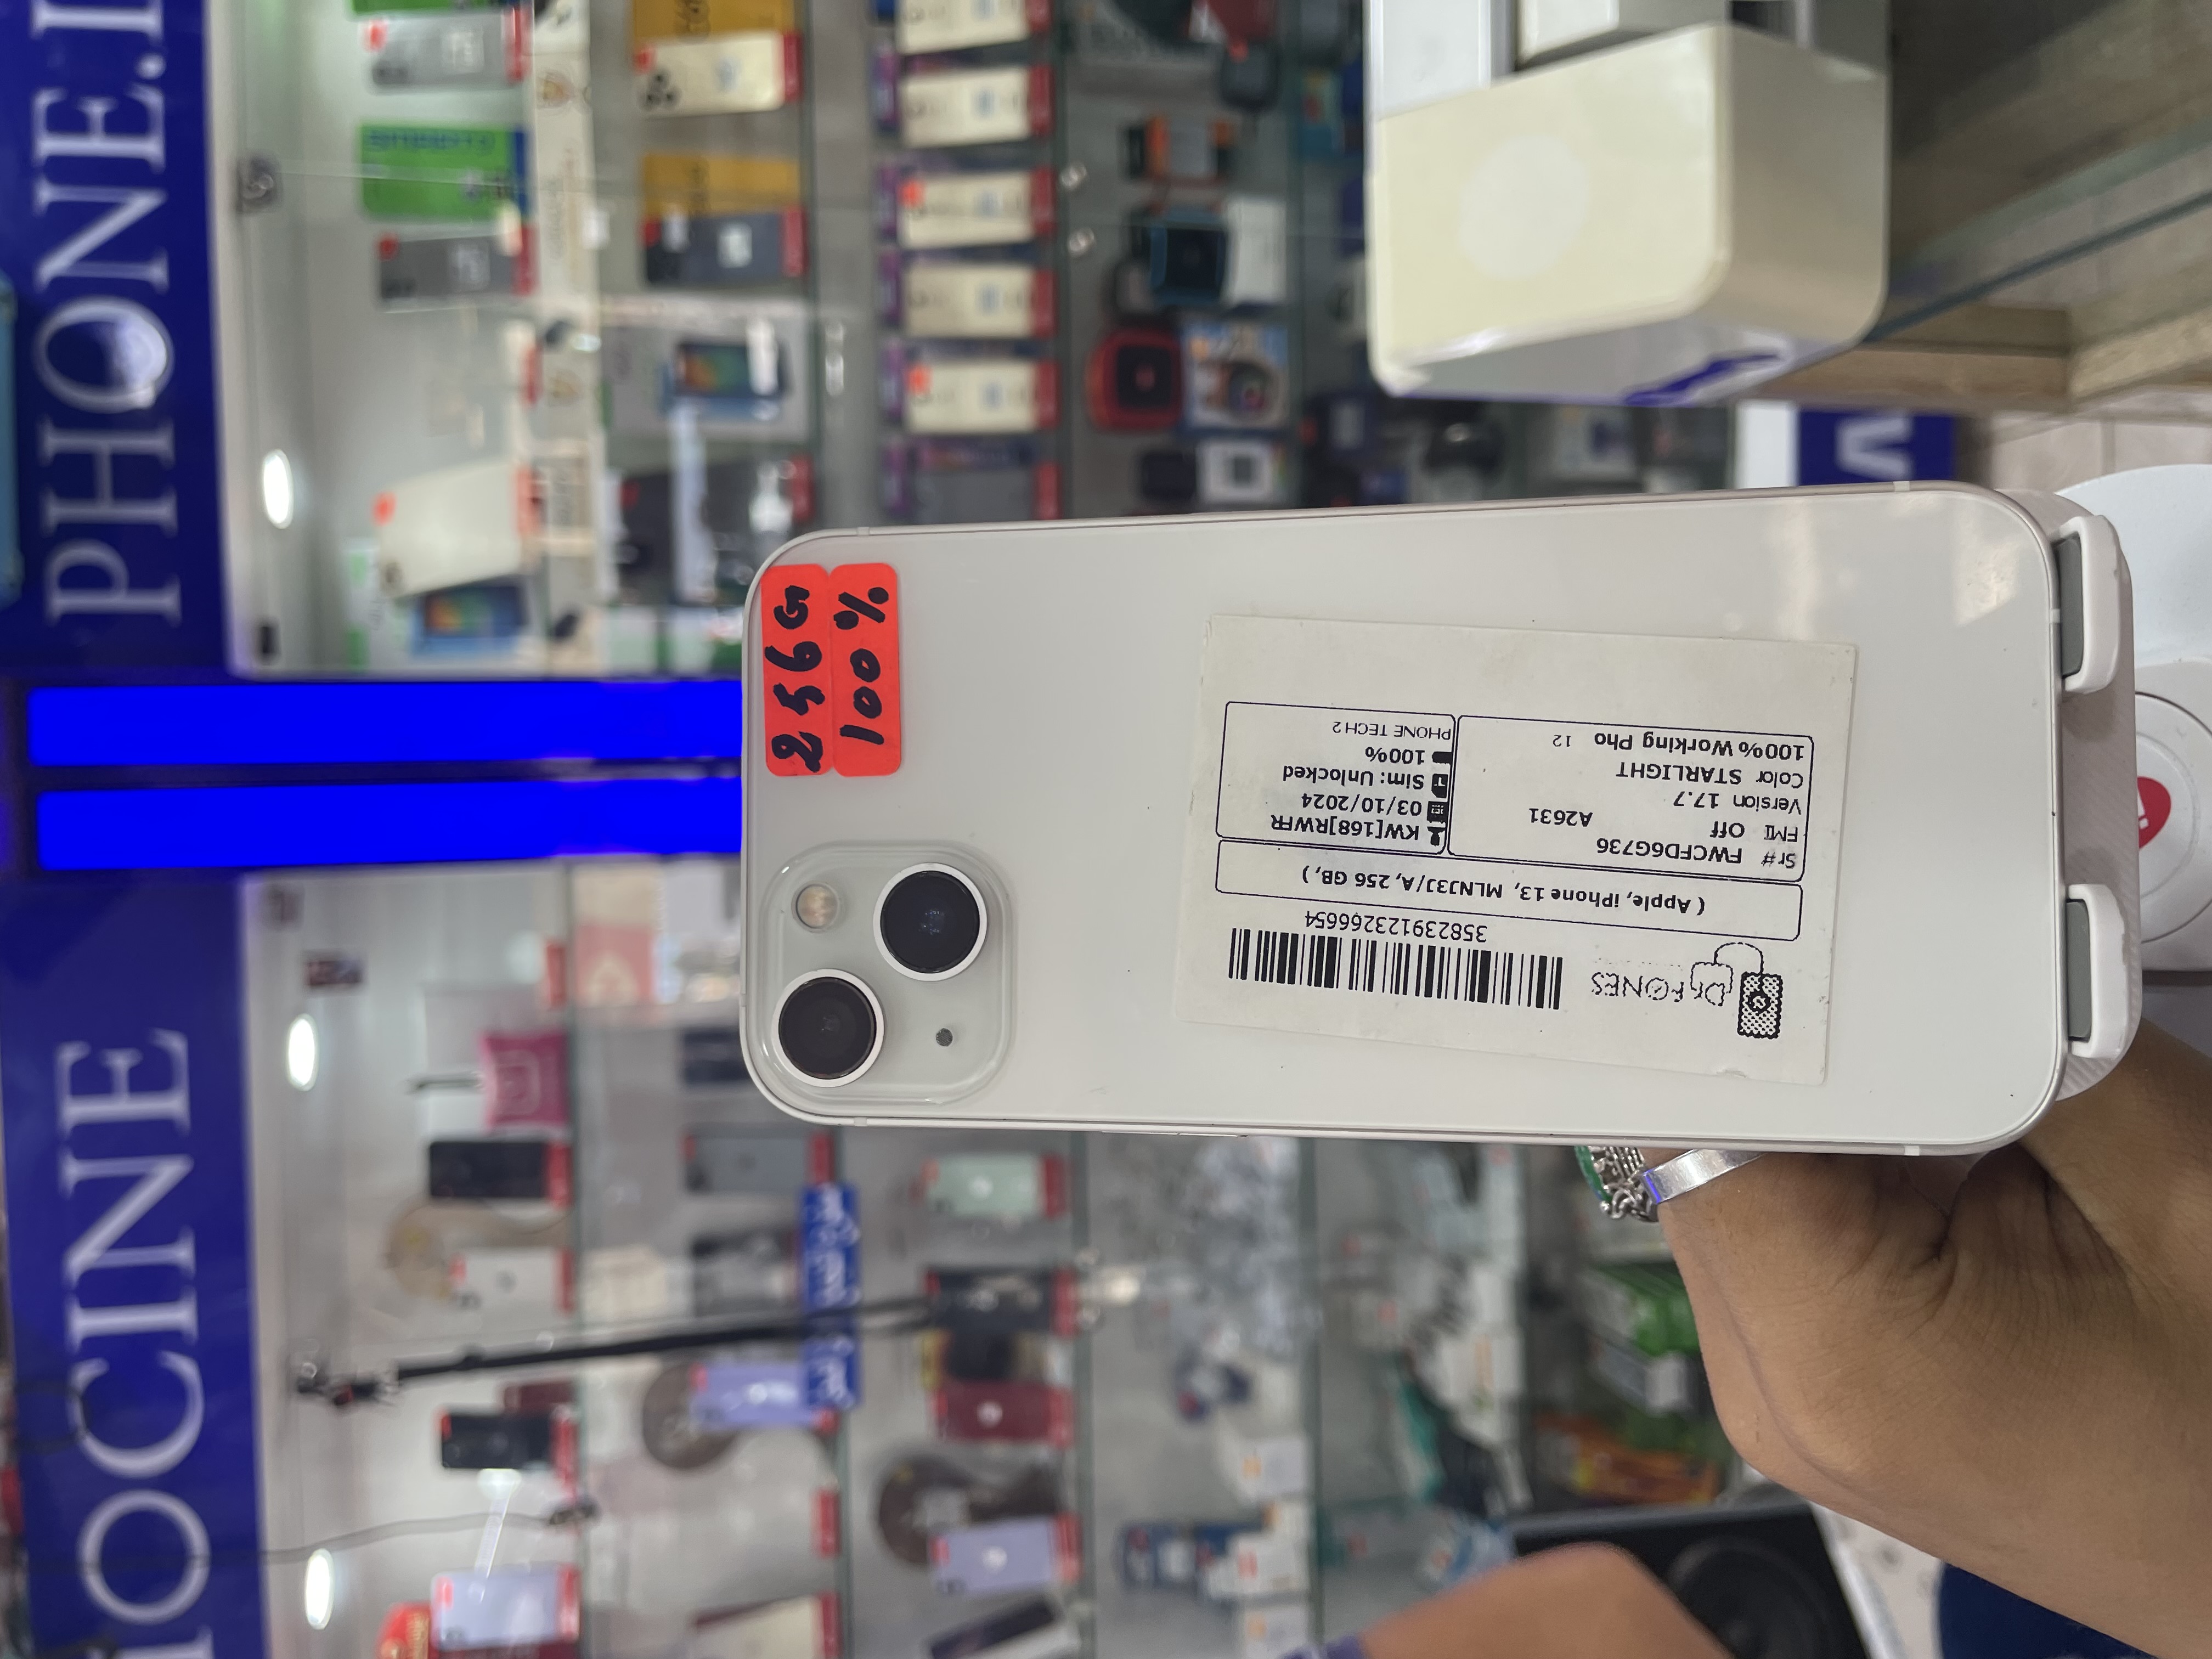 PHONE.I
OCINE
256G
100%
Dr.FONES
358239123266654
( Apple, iPhone 13, MLNJ3J/A, 256 GB, )
Sr# FWCFD6G736
FMI Off A2631
Version 17.7
Color STARLIGHT
100% Working Pho 12
KW[168]RWFR
03/10/2024
Sim: Unlocked
100%
PHONE TECH 2